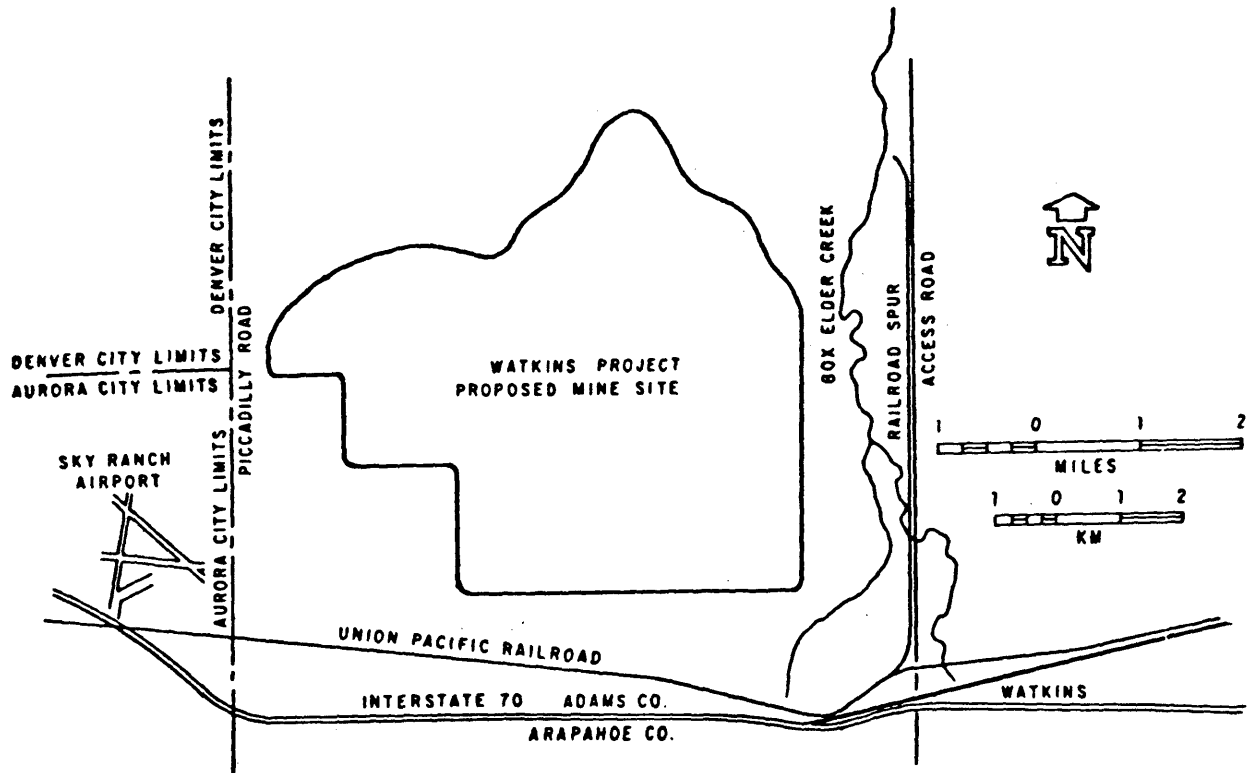 DENVER CITY LIMITS
DENVER CITY LIMITS
AURORA CITY LIMITS
PICCADILLY ROAD
AURORA CITY LIMITS
SKY RANCH
AIRPORT
WATKINS PROJECT
PROPOSED MINE SITE
BOX ELDER CREEK
RAILROAD SPUR
ACCESS ROAD
N
1 0 1 2
MILES
1 0 1 2
KM
UNION PACIFIC RAILROAD
INTERSTATE 70 ADAMS CO.
ARAPAHOE CO.
WATKINS